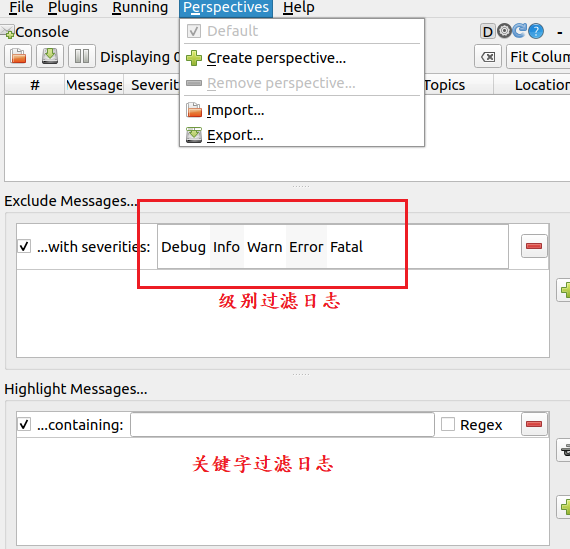 File Plugins Running Perspectives Help
Console D -
Default
Create perspective...
Remove perspective...
Import...
Export...
Displaying Fit Colum
# Message Severi Topics Location
Exclude Messages...
...with severities: Debug Info Warn Error Fatal
级别过滤日志
Highlight Messages...
...containing: Regex
关键字过滤日志